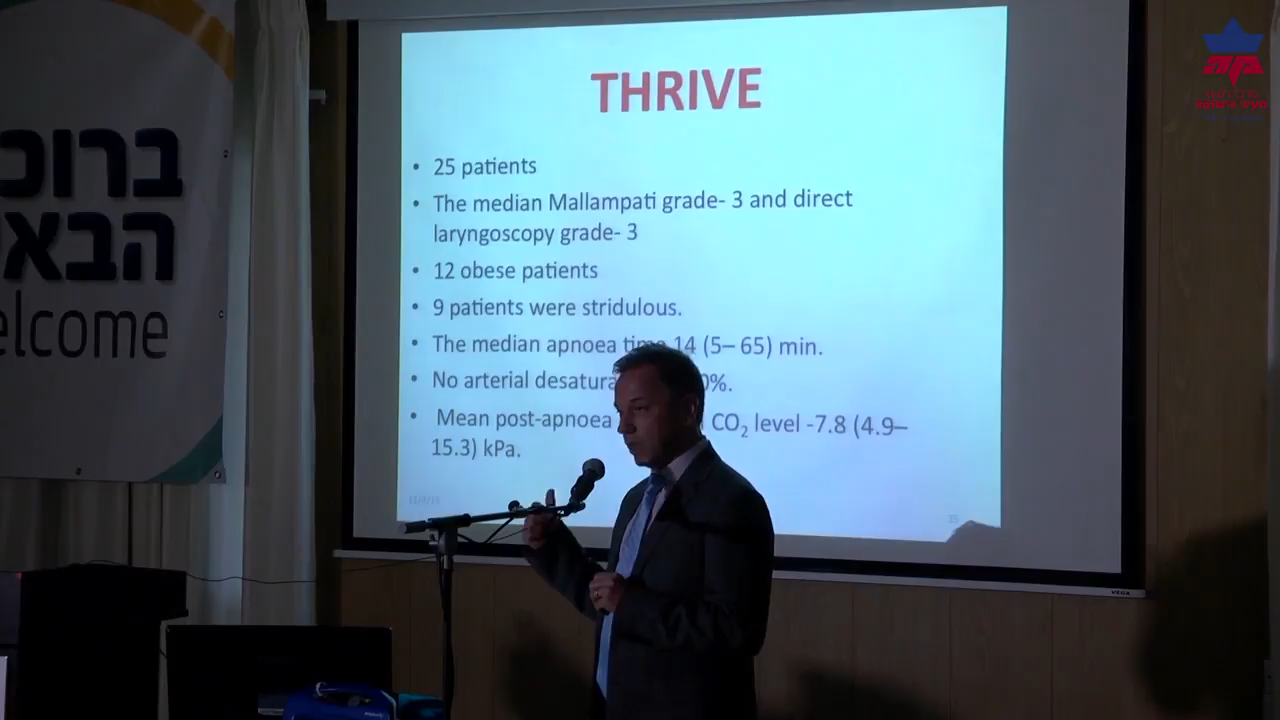 THRIVE
• 25 patients
• The median Mallampati grade- 3 and direct
laryngoscopy grade- 3
• 12 obese patients
• 9 patients were stridulous.
• The median apnoea time 14 (5– 65) min.
• No arterial desatura 0%.
• Mean post-apnoea CO₂ level -7.8 (4.9–
15.3) kPa.
ברוכ
הבא
elcome
VEGA